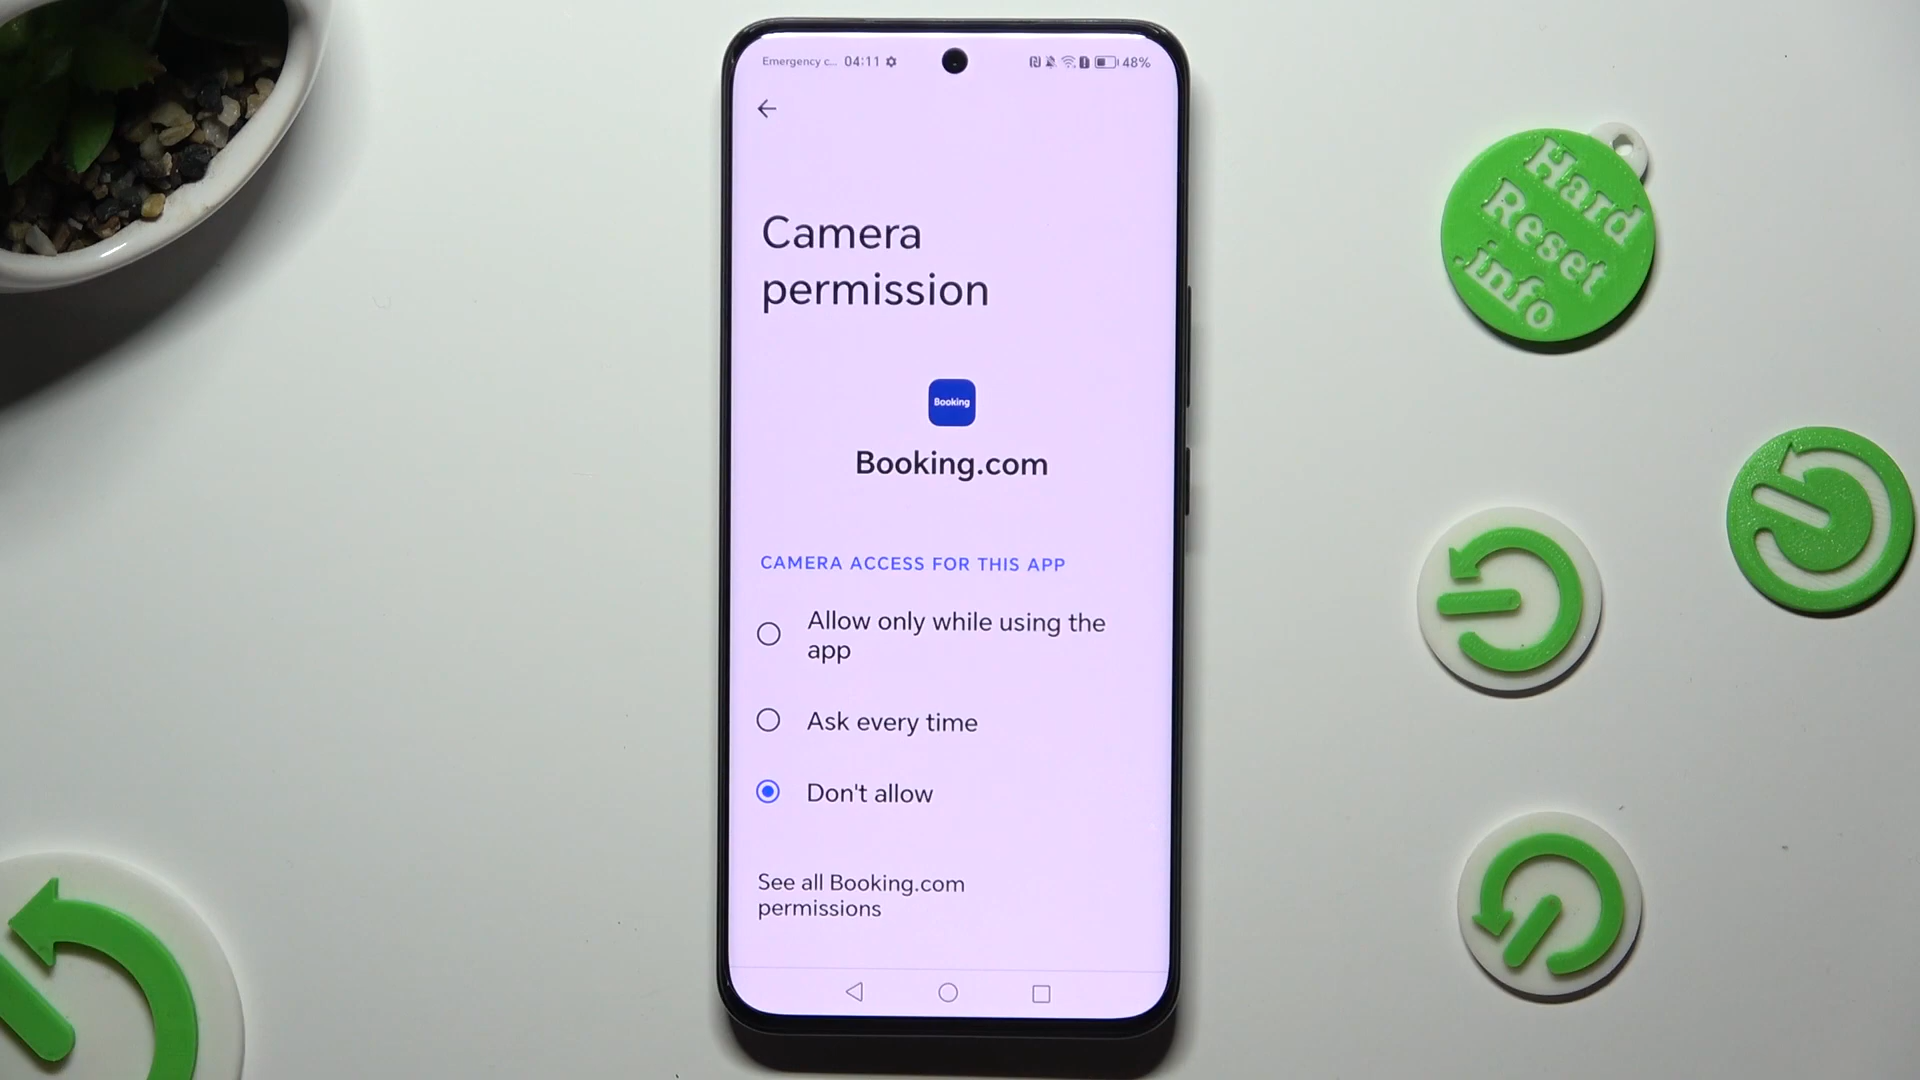 Emergency c... 04:11 48%
Camera
permission
Booking
Booking.com
CAMERA ACCESS FOR THIS APP
Allow only while using the
app
Ask every time
Don't allow
See all Booking.com
permissions
Hard
Reset
.info